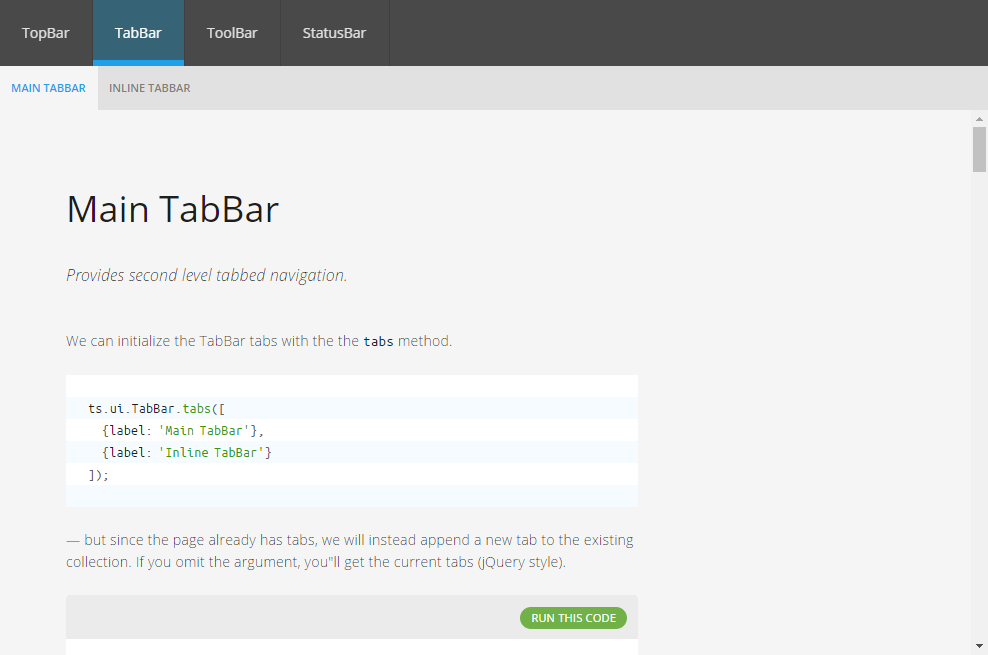 TopBar TabBar ToolBar StatusBar
MAIN TABBAR INLINE TABBAR
Main TabBar
Provides second level tabbed navigation.
We can initialize the TabBar tabs with the the tabs method.
ts.ui.TabBar.tabs([
{label: 'Main TabBar'},
{label: 'Inline TabBar'}
]);
— but since the page already has tabs, we will instead append a new tab to the existing
collection. If you omit the argument, you"ll get the current tabs (jQuery style).
RUN THIS CODE